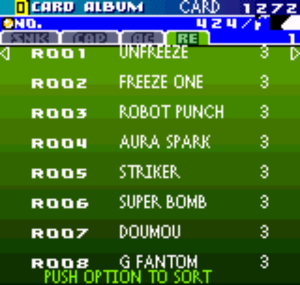 CARD ALBUM CARD 1272
NO. 424/
SNK CAP AC RE 1
R001 UNFREEZE 3
R002 FREEZE ONE 3
R003 ROBOT PUNCH 3
R004 AURA SPARK 3
R005 STRIKER 3
R006 SUPER BOMB 3
R007 DOUMOU 3
R008 G FANTOM 3
PUSH OPTION TO SORT